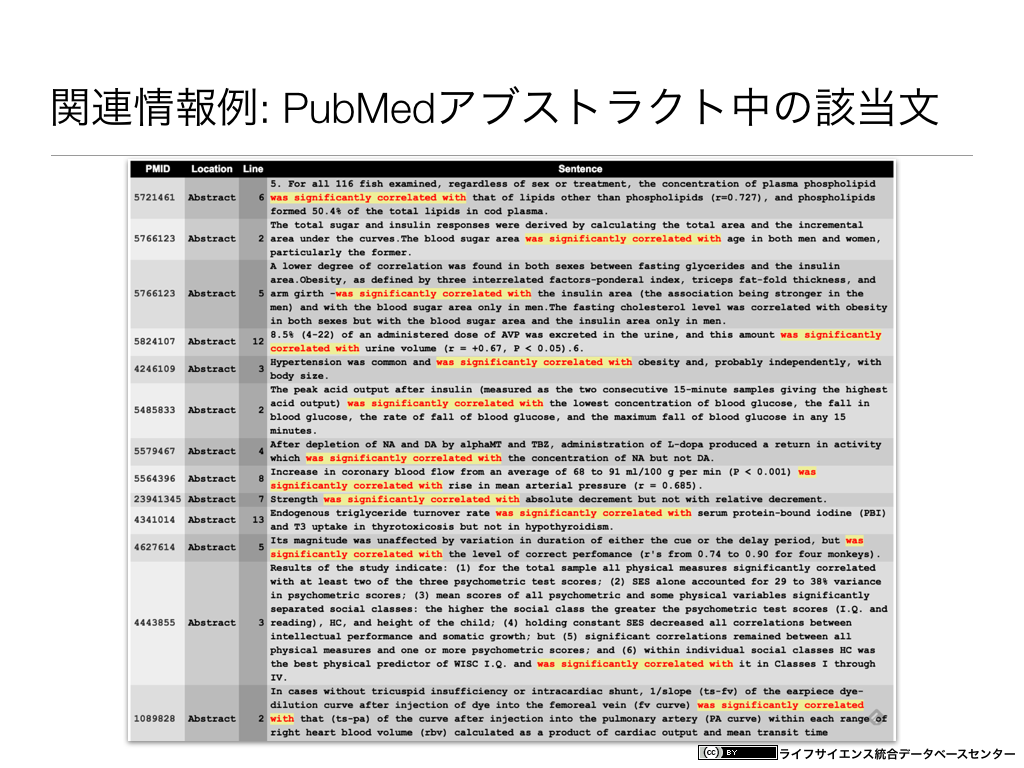 関連情報例: PubMedアブストラクト中の該当文
PMID Location Line Sentence
5. For all 116 fish examined, regardless of sex or treatment, the concentration of plasma phospholipid
5721461 Abstract 6 was significantly correlated with that of lipids other than phospholipids (r=0.727), and phospholipids
formed 50.4% of the total lipids in cod plasma.
The total sugar and insulin responses were derived by calculating the total area and the incremental
5766123 Abstract 2 area under the curves.The blood sugar area was significantly correlated with age in both men and women,
particularly the former.
A lower degree of correlation was found in both sexes between fasting glycerides and the insulin
area.Obesity, as defined by three interrelated factors-ponderal index, triceps fat-fold thickness, and
5766123 Abstract 5 arm girth -was significantly correlated with the insulin area (the association being stronger in the
men) and with the blood sugar area only in men.The fasting cholesterol level was correlated with obesity
in both sexes but with the blood sugar area and the insulin area only in men.
5824107 Abstract 12 8.5% (4-22) of an administered dose of AVP was excreted in the urine, and this amount was significantly
correlated with urine volume (r = +0.67, P < 0.05).6.
4246109 Abstract 3 Hypertension was common and was significantly correlated with obesity and, probably independently, with
body size.
The peak acid output after insulin (measured as the two consecutive 15-minute samples giving the highest
5485833 Abstract 2 acid output) was significantly correlated with the lowest concentration of blood glucose, the fall in
blood glucose, the rate of fall of blood glucose, and the maximum fall of blood glucose in any 15
minutes.
5579467 Abstract 4 After depletion of NA and DA by alphaMT and TBZ, administration of L-dopa produced a return in activity
which was significantly correlated with the concentration of NA but not DA.
5564396 Abstract 8 Increase in coronary blood flow from an average of 68 to 91 ml/100 g per min (P < 0.001) was
significantly correlated with rise in mean arterial pressure (r = 0.685).
23941345 Abstract 7 Strength was significantly correlated with absolute decrement but not with relative decrement.
4341014 Abstract 13 Endogenous triglyceride turnover rate was significantly correlated with serum protein-bound iodine (PBI)
and T3 uptake in thyrotoxicosis but not in hypothyroidism.
4627614 Abstract 5 Its magnitude was unaffected by variation in duration of either the cue or the delay period, but was
significantly correlated with the level of correct perfomance (r's from 0.74 to 0.90 for four monkeys).
Results of the study indicate: (1) for the total sample all physical measures significantly correlated
with at least two of the three psychometric test scores; (2) SES alone accounted for 29 to 38% variance
in psychometric scores; (3) mean scores of all psychometric and some physical variables significantly
separated social classes: the higher the social class the greater the psychometric test scores (I.Q. and
4443855 Abstract 3 reading), HC, and height of the child; (4) holding constant SES decreased all correlations between
intellectual performance and somatic growth; but (5) significant correlations remained between all
physical measures and one or more psychometric scores; and (6) within individual social classes HC was
the best physical predictor of WISC I.Q. and was significantly correlated with it in Classes I through
IV.
In cases without tricuspid insufficiency or intracardiac shunt, 1/slope (ts-fv) of the earpiece dye-
dilution curve after injection of dye into the femoreal vein (fv curve) was significantly correlated
1089828 Abstract 2 with that (ts-pa) of the curve after injection into the pulmonary artery (PA curve) within each range of
right heart blood volume (rbv) calculated as a product of cardiac output and mean transit time
(cc) BY ライフサイエンス統合データベースセンター